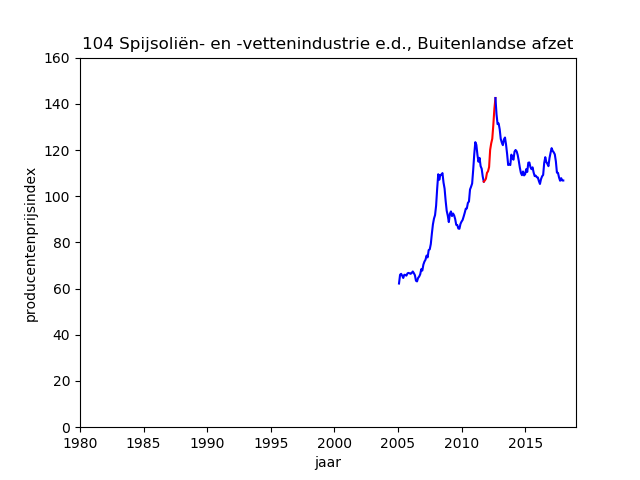 104 Spijsoliën- en -vettenindustrie e.d., Buitenlandse afzet
160
140
120
100
80
60
40
20
0
producentenprijsindex
1980 1985 1990 1995 2000 2005 2010 2015
jaar